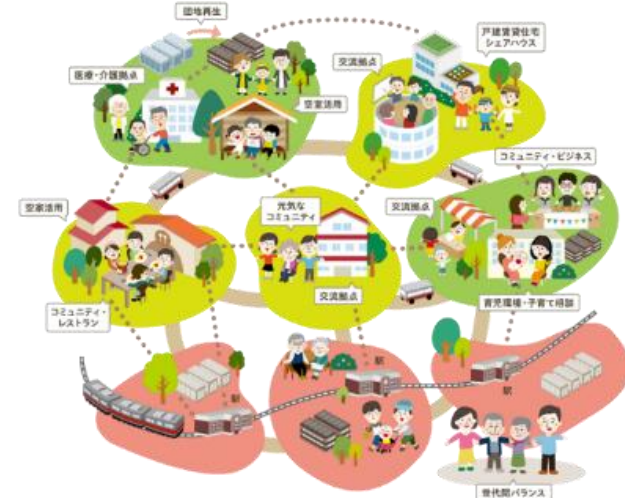 団地再生
医療・介護拠点
空室活用
交流拠点
戸建賃貸住宅
シェアハウス
コミュニティ・ビジネス
空家活用
元気な
コミュニティ
交流拠点
交流拠点
コミュニティ・
レストラン
育児環境・子育て相談
駅
駅
駅
世代間バランス